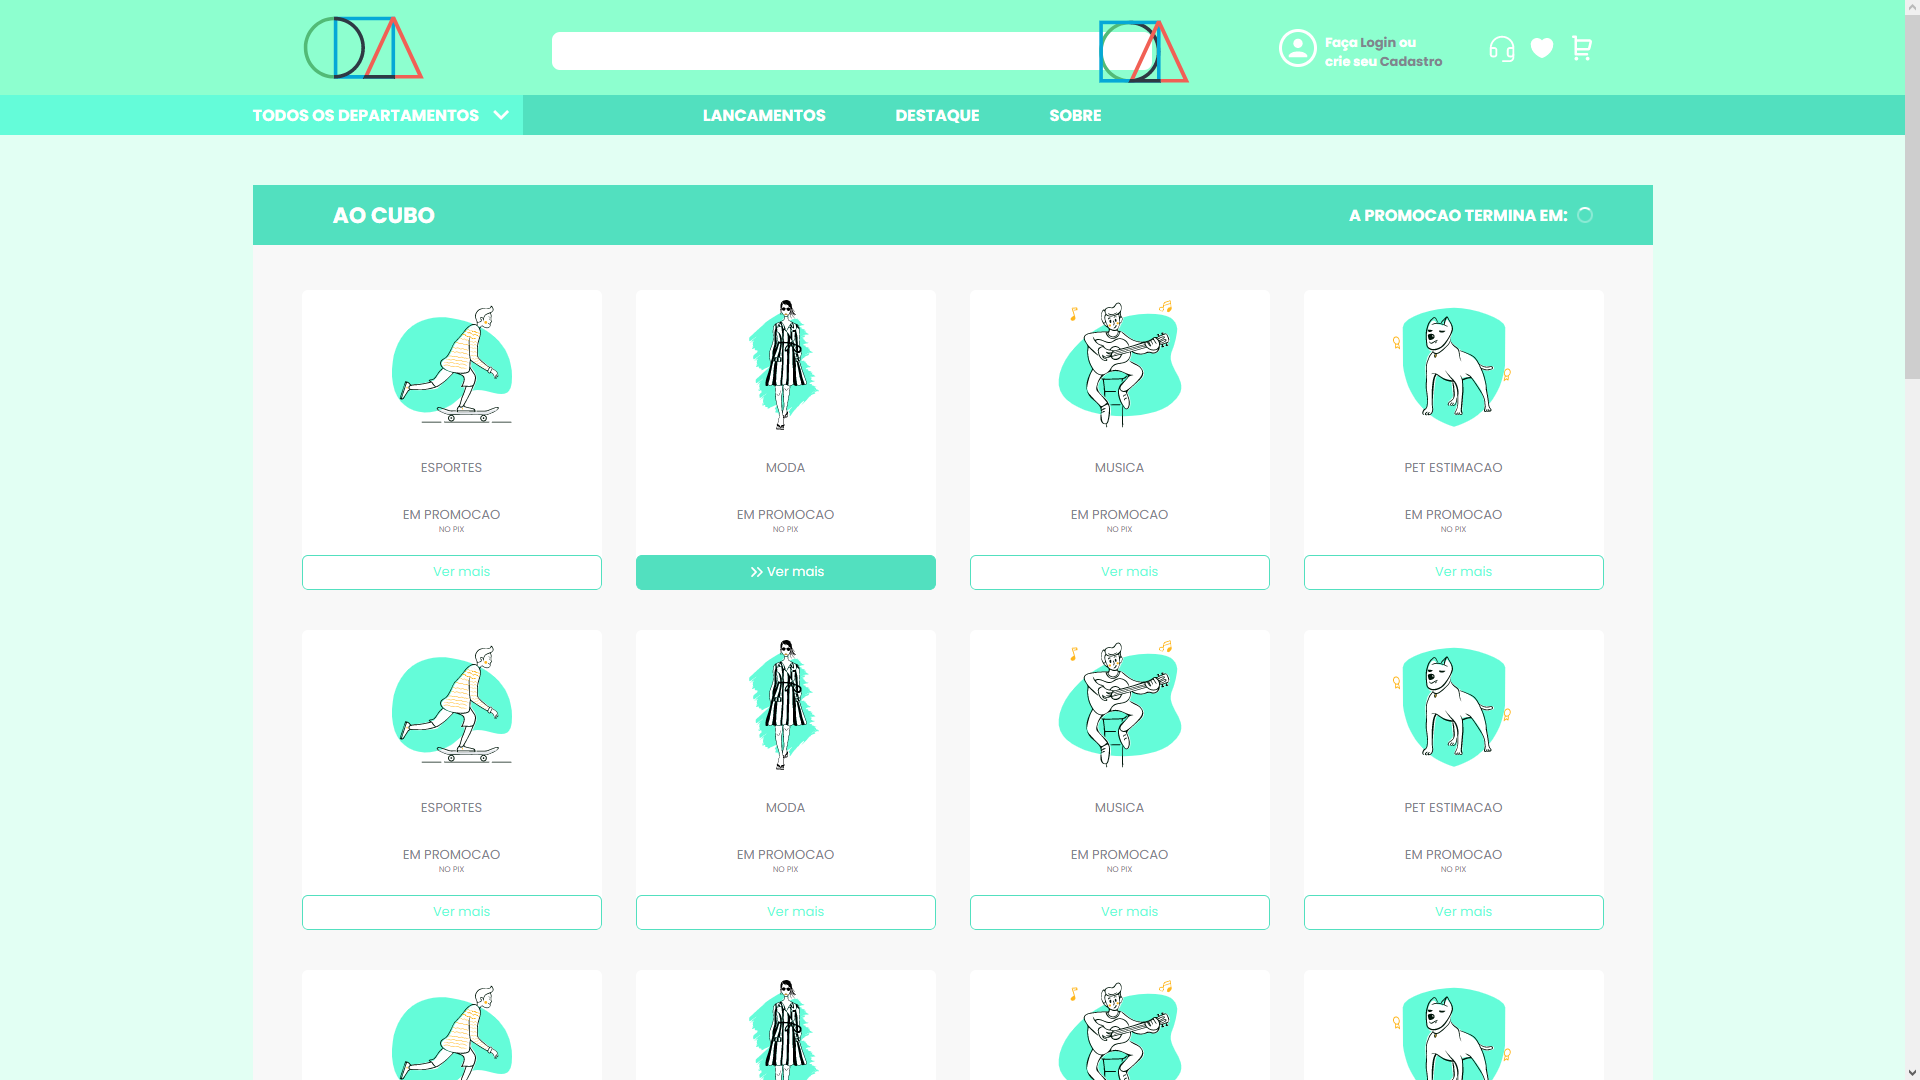 Faça Login ou
crie seu Cadastro
TODOS OS DEPARTAMENTOS
LANCAMENTOS
DESTAQUE
SOBRE
AO CUBO
A PROMOCAO TERMINA EM:
ESPORTES
MODA
MUSICA
PET ESTIMACAO
EM PROMOCAO
EM PROMOCAO
EM PROMOCAO
EM PROMOCAO
NO PIX
NO PIX
NO PIX
NO PIX
Ver mais
Ver mais
Ver mais
Ver mais
ESPORTES
MODA
MUSICA
PET ESTIMACAO
EM PROMOCAO
EM PROMOCAO
EM PROMOCAO
EM PROMOCAO
NO PIX
NO PIX
NO PIX
NO PIX
Ver mais
Ver mais
Ver mais
Ver mais